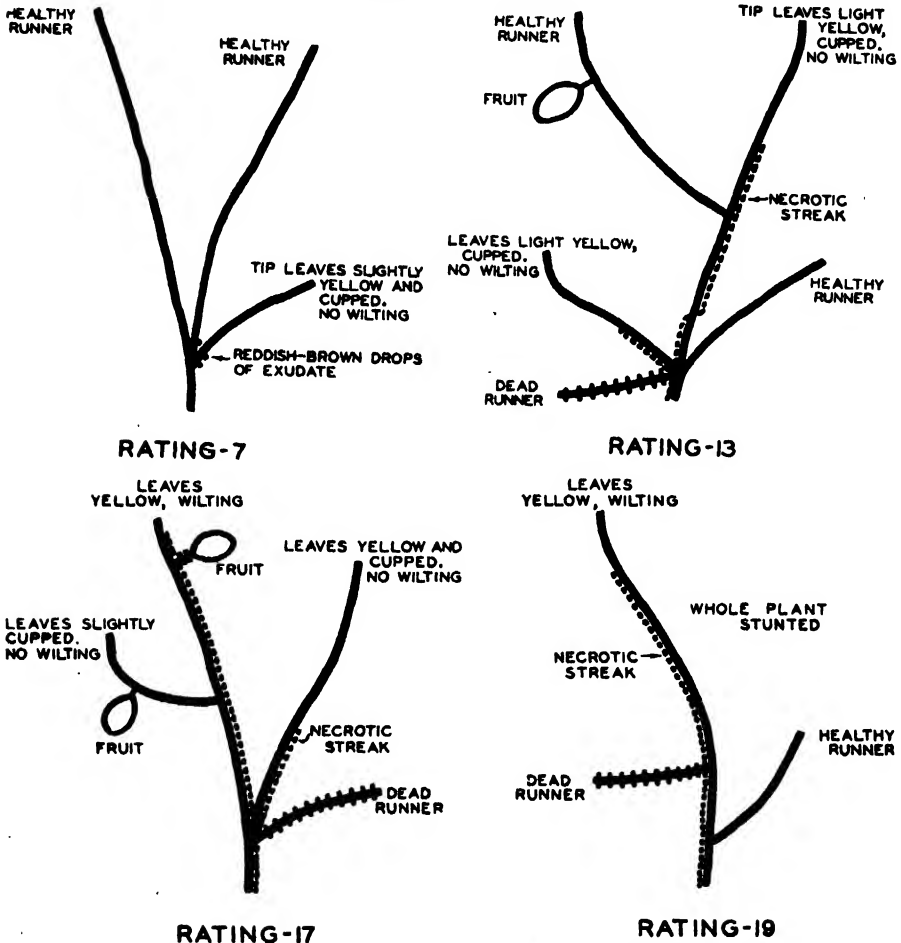 HEALTHY
RUNNER
HEALTHY
RUNNER
TIP LEAVES SLIGHTLY
YELLOW AND
CUPPED.
NO WILTING
REDDISH-BROWN DROPS
OF EXUDATE
RATING-7
HEALTHY
RUNNER
TIP LEAVES LIGHT
YELLOW,
CUPPED.
NO WILTING
FRUIT
NECROTIC
STREAK
LEAVES LIGHT YELLOW,
CUPPED.
NO WILTING
HEALTHY
RUNNER
DEAD
RUNNER
RATING-13
LEAVES
YELLOW, WILTING
FRUIT
LEAVES YELLOW AND
CUPPED.
NO WILTING
LEAVES SLIGHTLY
CUPPED.
NO WILTING
FRUIT
NECROTIC
STREAK
DEAD
RUNNER
RATING-17
LEAVES
YELLOW, WILTING
WHOLE PLANT
STUNTED
NECROTIC
STREAK
HEALTHY
RUNNER
DEAD
RUNNER
RATING-19